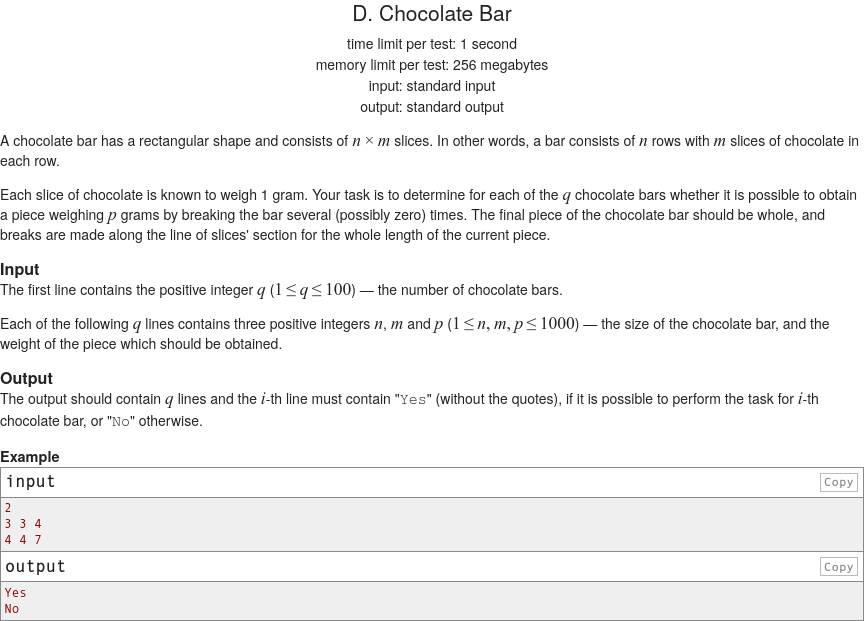 D. Chocolate Bar
time limit per test: 1 second
memory limit per test: 256 megabytes
input: standard input
output: standard output
A chocolate bar has a rectangular shape and consists of n × m slices. In other words, a bar consists of n rows with m slices of chocolate in
each row.
Each slice of chocolate is known to weigh 1 gram. Your task is to determine for each of the q chocolate bars whether it is possible to obtain
a piece weighing p grams by breaking the bar several (possibly zero) times. The final piece of the chocolate bar should be whole, and
breaks are made along the line of slices' section for the whole length of the current piece.
Input
The first line contains the positive integer q (1 ≤ q ≤ 100) — the number of chocolate bars.
Each of the following q lines contains three positive integers n, m and p (1 ≤ n, m, p ≤ 1000) — the size of the chocolate bar, and the
weight of the piece which should be obtained.
Output
The output should contain q lines and the i-th line must contain "Yes" (without the quotes), if it is possible to perform the task for i-th
chocolate bar, or "No" otherwise.
Example
input Copy
2
3 3 4
4 4 7
output Copy
Yes
No